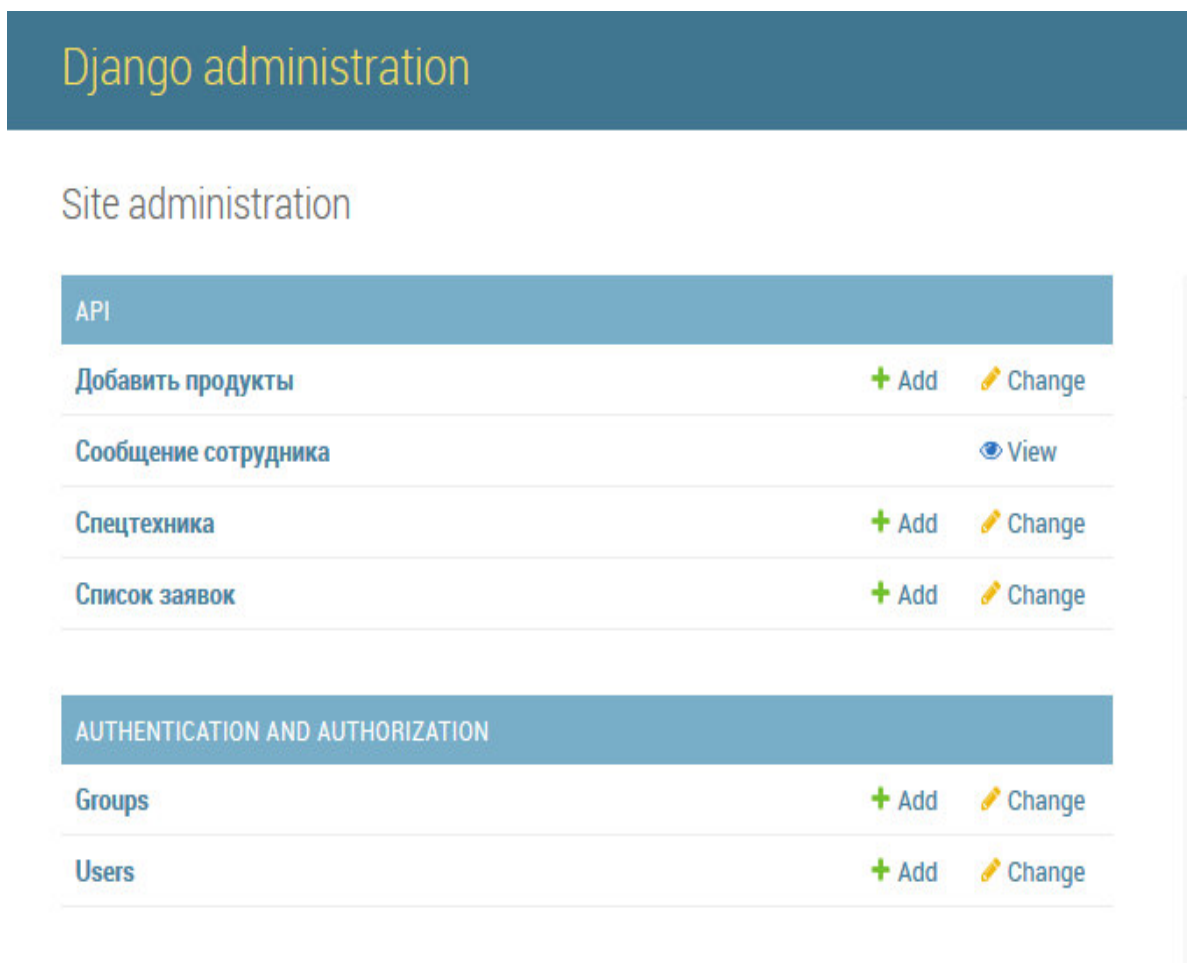 Django administration
Site administration
API
Добавить продукты Add Change
Сообщение сотрудника View
Спецтехника Add Change
Список заявок Add Change
AUTHENTICATION AND AUTHORIZATION
Groups Add Change
Users Add Change